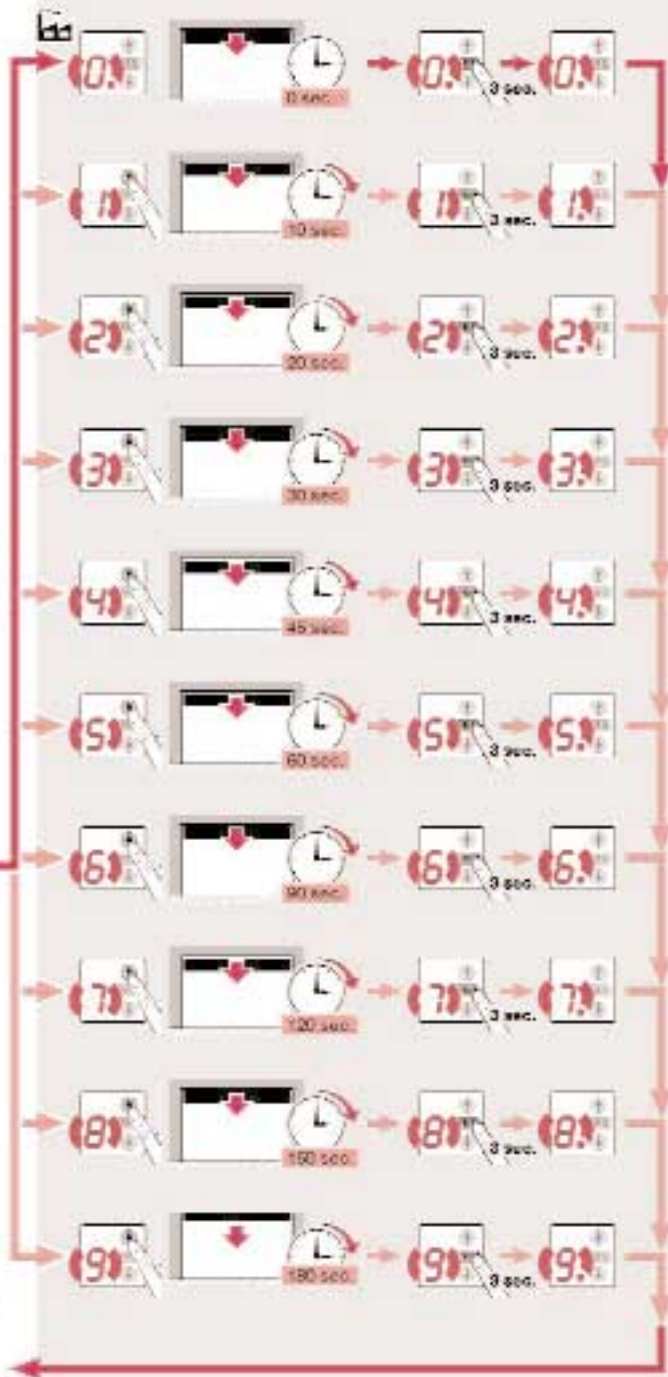 0. 0 sec. 0. 3 sec. 0.
1 10 sec. 1 3 sec. 1.
2 20 sec. 2 3 sec. 2.
3 30 sec. 3 3 sec. 3.
4 45 sec. 4 3 sec. 4.
5 60 sec. 5 3 sec. 5.
6 90 sec. 6 3 sec. 6.
7 120 sec. 7 3 sec. 7.
8 150 sec. 8 3 sec. 8.
9 180 sec. 9 3 sec. 9.